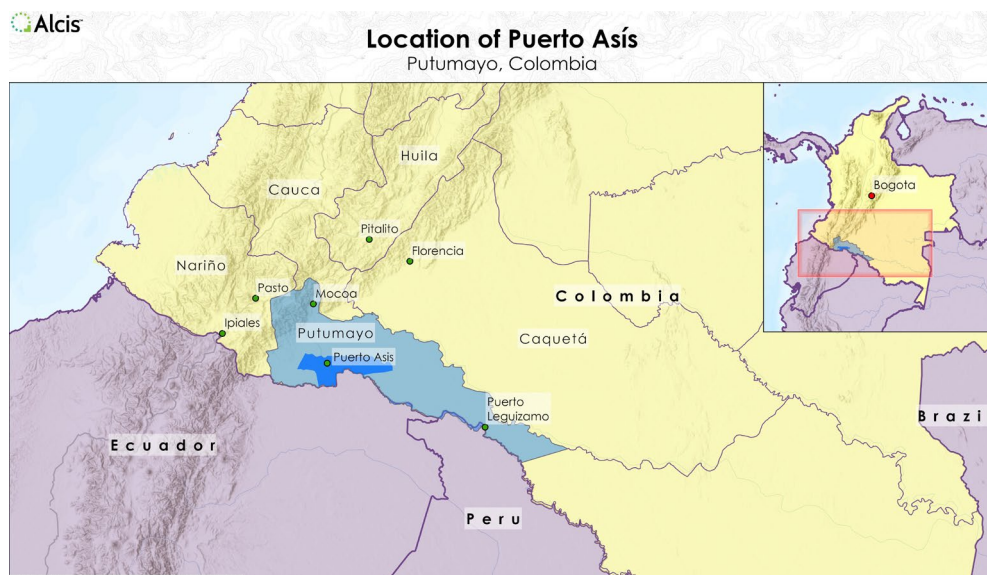 Alcis
Location of Puerto Asís
Putumayo, Colombia
Huila
Cauca
Bogota
Pitalito
Florencia
Nariño
Pasto
Mocoa
Colombia
Ipiales
Putumayo
Caquetá
Puerto Asis
Puerto
Leguizamo
Brazi
Ecuador
Peru